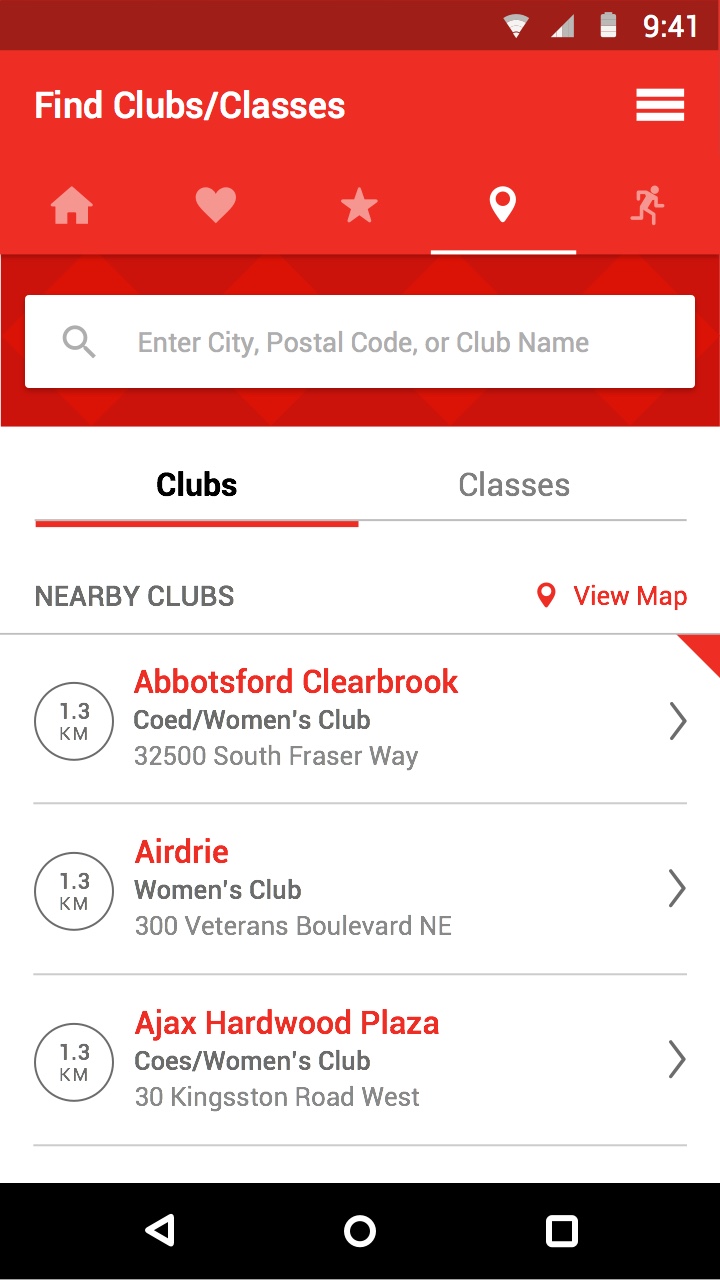 9:41
Find Clubs/Classes
Enter City, Postal Code, or Club Name
Clubs
Classes
NEARBY CLUBS
View Map
1.3
KM
Abbotsford Clearbrook
Coed/Women's Club
32500 South Fraser Way
1.3
KM
Airdrie
Women's Club
300 Veterans Boulevard NE
1.3
KM
Ajax Hardwood Plaza
Coes/Women's Club
30 Kingsston Road West